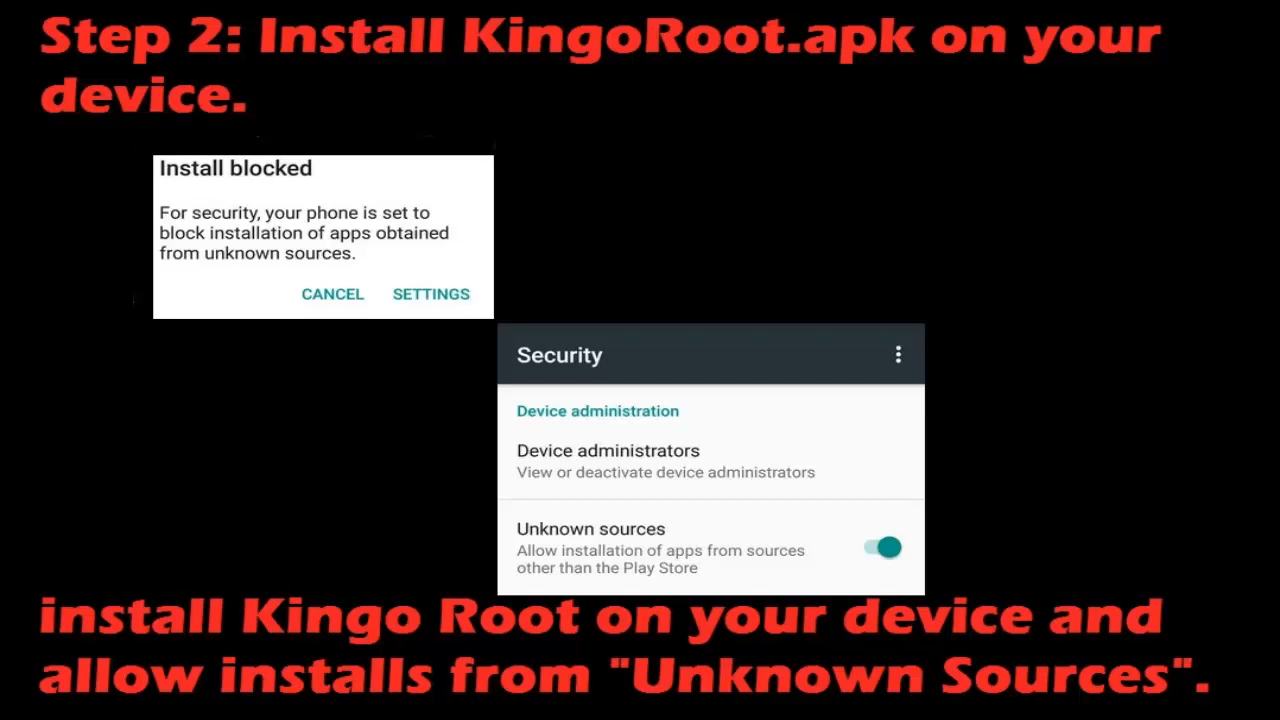 Step 2: Install KingoRoot.apk on your
device.
Install blocked
For security, your phone is set to
block installation of apps obtained
from unknown sources.
CANCEL SETTINGS
Security
Device administration
Device administrators
View or deactivate device administrators
Unknown sources
Allow installation of apps from sources
other than the Play Store
install Kingo Root on your device and
allow installs from "Unknown Sources".